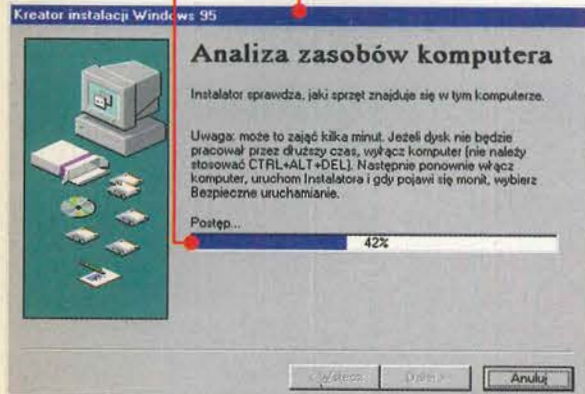 Kreator instalacji Windows 95
Analiza zasobów komputera
Instalator sprawdza, jaki sprzęt znajduje się w tym komputerze.
Uwaga: może to zająć kilka minut. Jeżeli dysk nie będzie
pracował przez dłuższy czas, wyłącz komputer (nie należy
stosować CTRL+ALT+DEL). Następnie ponownie włącz
komputer, uruchom Instalatora i gdy pojawi się monit, wybierz
Bezpieczne uruchamianie.
Postęp...
42%
< Wstecz
Dalej >
Anuluj